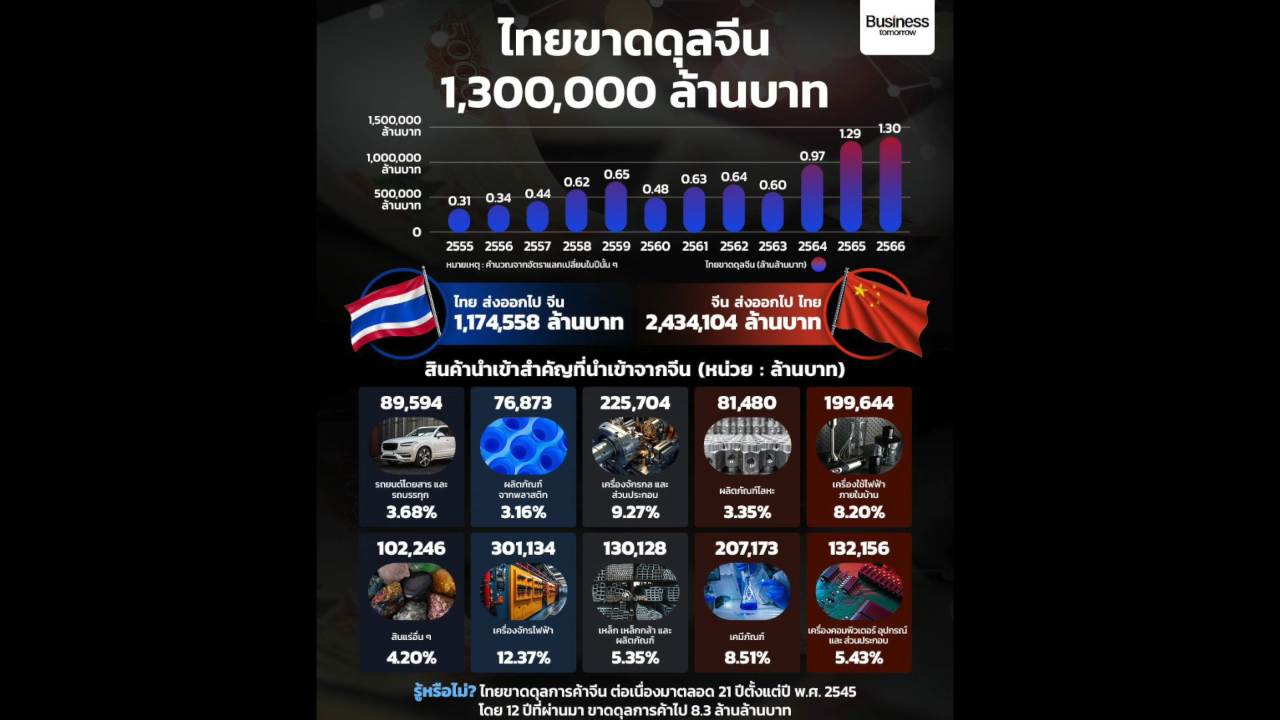 Business
tomorrow
ไทยขาดดุลจีน
1,300,000 ล้านบาท
1,500,000
ล้านบาท
1,000,000
ล้านบาท
500,000
ล้านบาท
0
0.31 0.34 0.44 0.62 0.65 0.48 0.63 0.64 0.60 0.97 1.29 1.30
2555 2556 2557 2558 2559 2560 2561 2562 2563 2564 2565 2566
หมายเหตุ : คำนวณจากอัตราแลกเปลี่ยนในปีนั้น ๆ ไทยขาดดุลจีน (ล้านล้านบาท)
ไทย ส่งออกไป จีน
1,174,558 ล้านบาท
จีน ส่งออกไป ไทย
2,434,104 ล้านบาท
สินค้านำเข้าสำคัญที่นำเข้าจากจีน (หน่วย : ล้านบาท)
89,594
รถยนต์โดยสาร และ
รถบรรทุก
3.68%
76,873
ผลิตภัณฑ์
จากพลาสติก
3.16%
225,704
เครื่องจักรกล และ
ส่วนประกอบ
9.27%
81,480
ผลิตภัณฑ์โลหะ
3.35%
199,644
เครื่องใช้ไฟฟ้า
ภายในบ้าน
8.20%
102,246
สินแร่อื่น ๆ
4.20%
301,134
เครื่องจักรไฟฟ้า
12.37%
130,128
เหล็ก เหล็กกล้า และ
ผลิตภัณฑ์
5.35%
207,173
เคมีภัณฑ์
8.51%
132,156
เครื่องคอมพิวเตอร์ อุปกรณ์
และ ส่วนประกอบ
5.43%
รู้หรือไม่? ไทยขาดดุลการค้าจีน ต่อเนื่องมาตลอด 21 ปีตั้งแต่ปี พ.ศ. 2545
โดย 12 ปีที่ผ่านมา ขาดดุลการค้าไป 8.3 ล้านล้านบาท